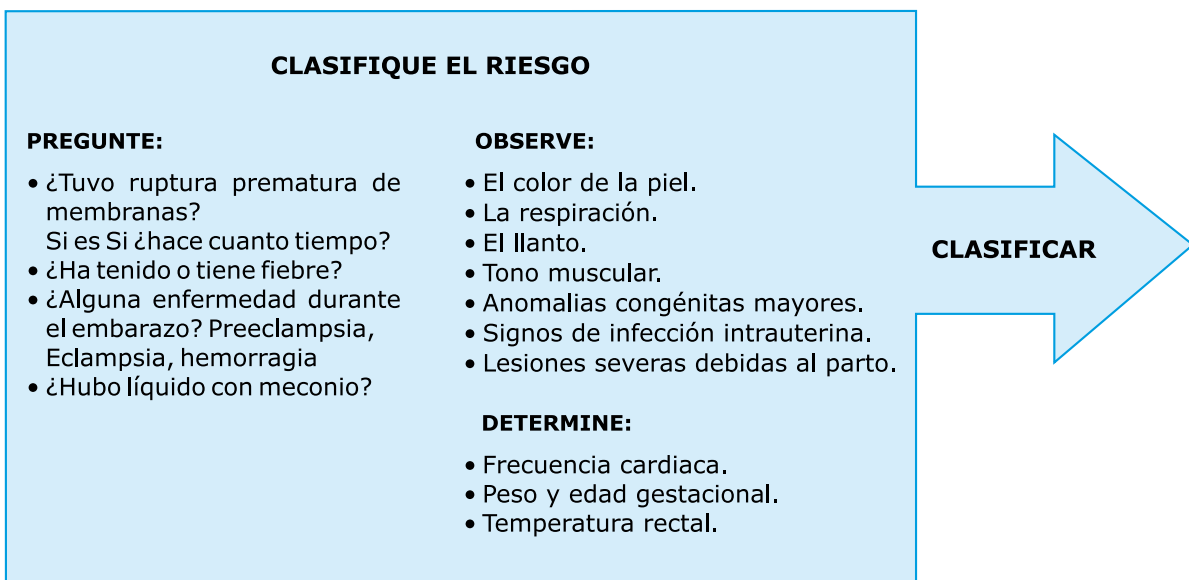 CLASIFIQUE EL RIESGO
PREGUNTE:
• ¿Tuvo ruptura prematura de
membranas?
Si es Si ¿hace cuanto tiempo?
• ¿Ha tenido o tiene fiebre?
• ¿Alguna enfermedad durante
el embarazo? Preeclampsia,
Eclampsia, hemorragia
• ¿Hubo líquido con meconio?
OBSERVE:
• El color de la piel.
• La respiración.
• El llanto.
• Tono muscular.
• Anomalias congénitas mayores.
• Signos de infección intrauterina.
• Lesiones severas debidas al parto.
DETERMINE:
• Frecuencia cardiaca.
• Peso y edad gestacional.
• Temperatura rectal.
CLASIFICAR